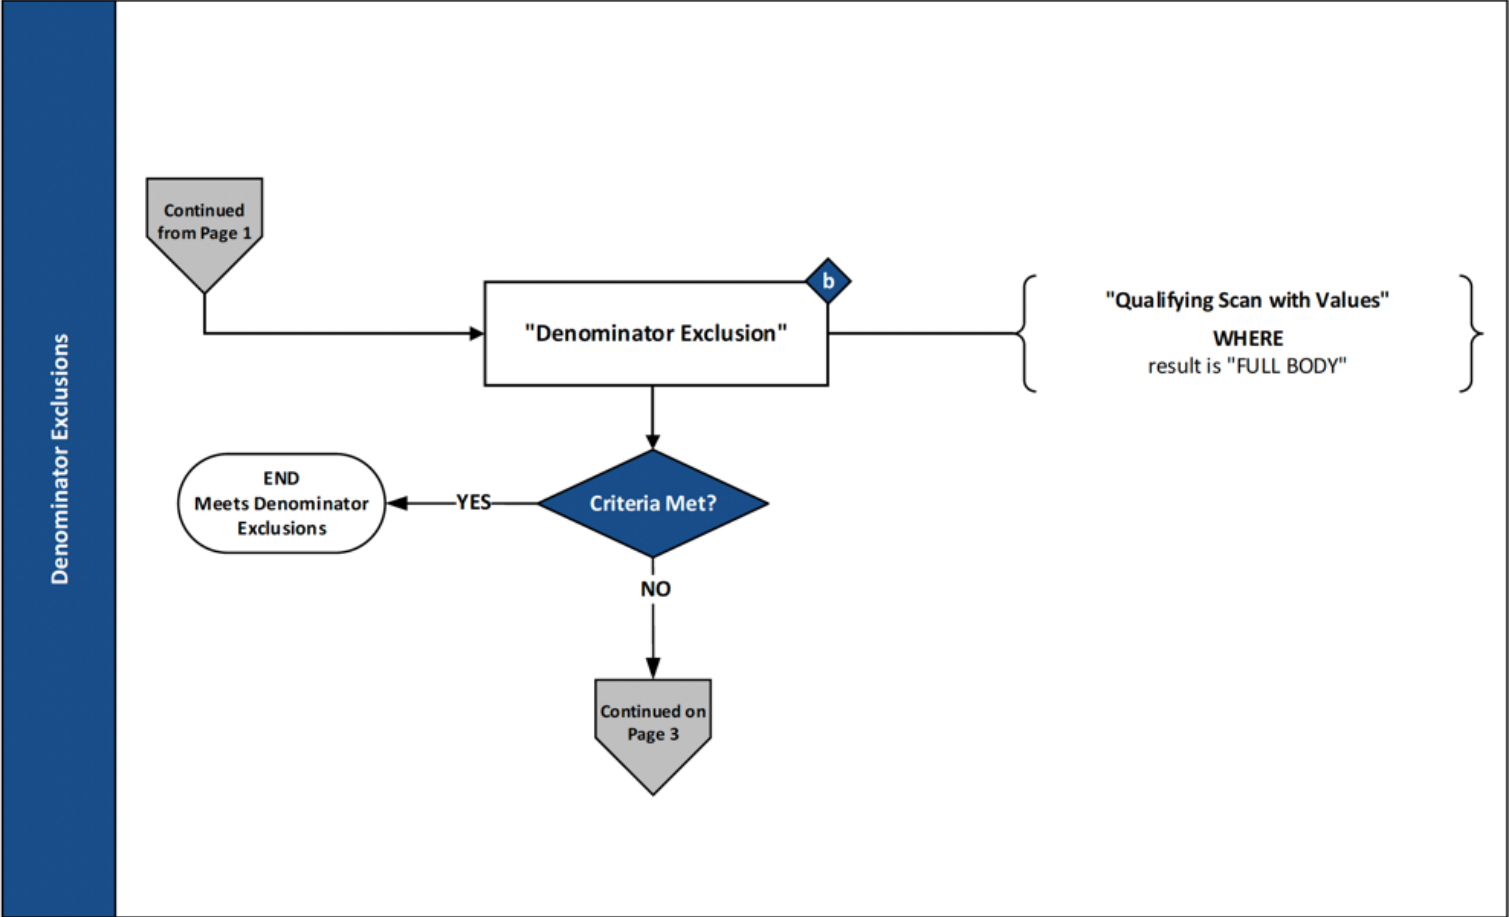 Denominator Exclusions
Continued
from Page 1
b
"Denominator Exclusion"
"Qualifying Scan with Values"
WHERE
result is "FULL BODY"
END
Meets Denominator
Exclusions
YES
Criteria Met?
NO
Continued on
Page 3